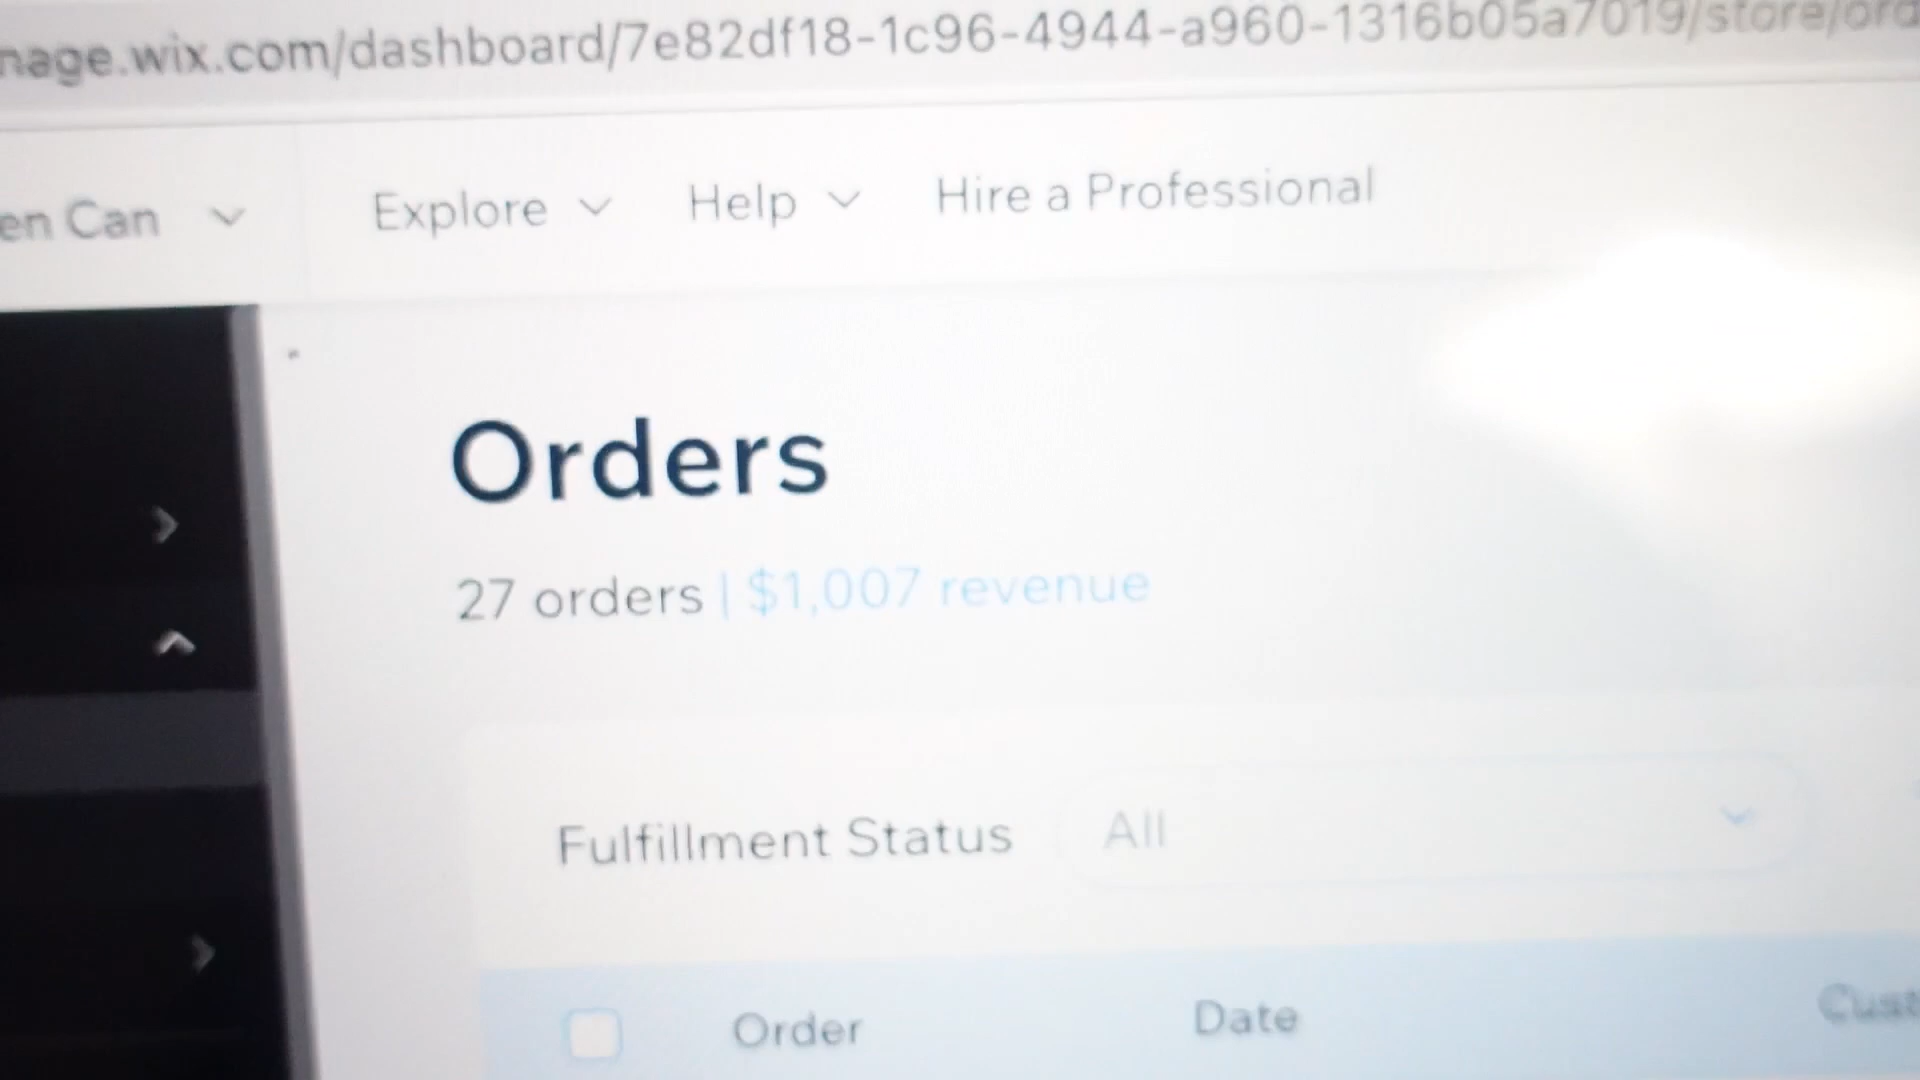 nage.wix.com/dashboard/7e82df18-1c96-4944-a960-1316b05a7019/store/ord
en Can Explore Help Hire a Professional
Orders
27 orders | $1,007 revenue
Fulfillment Status All
Order Date Cust